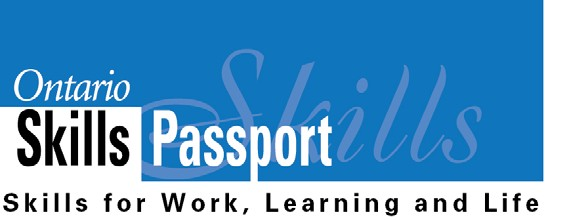 Ontario
Skills Passport
Skills
Skills for Work, Learning and Life